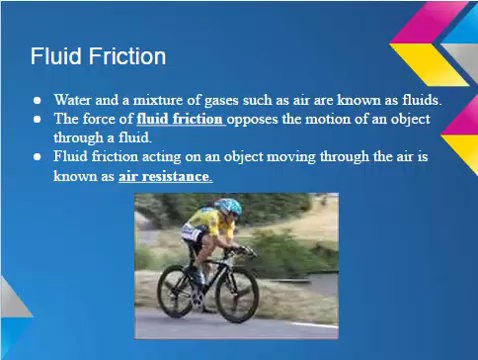 Fluid Friction
● Water and a mixture of gases such as air are known as fluids.
● The force of fluid friction opposes the motion of an object
through a fluid.
● Fluid friction acting on an object moving through the air is
known as air resistance.